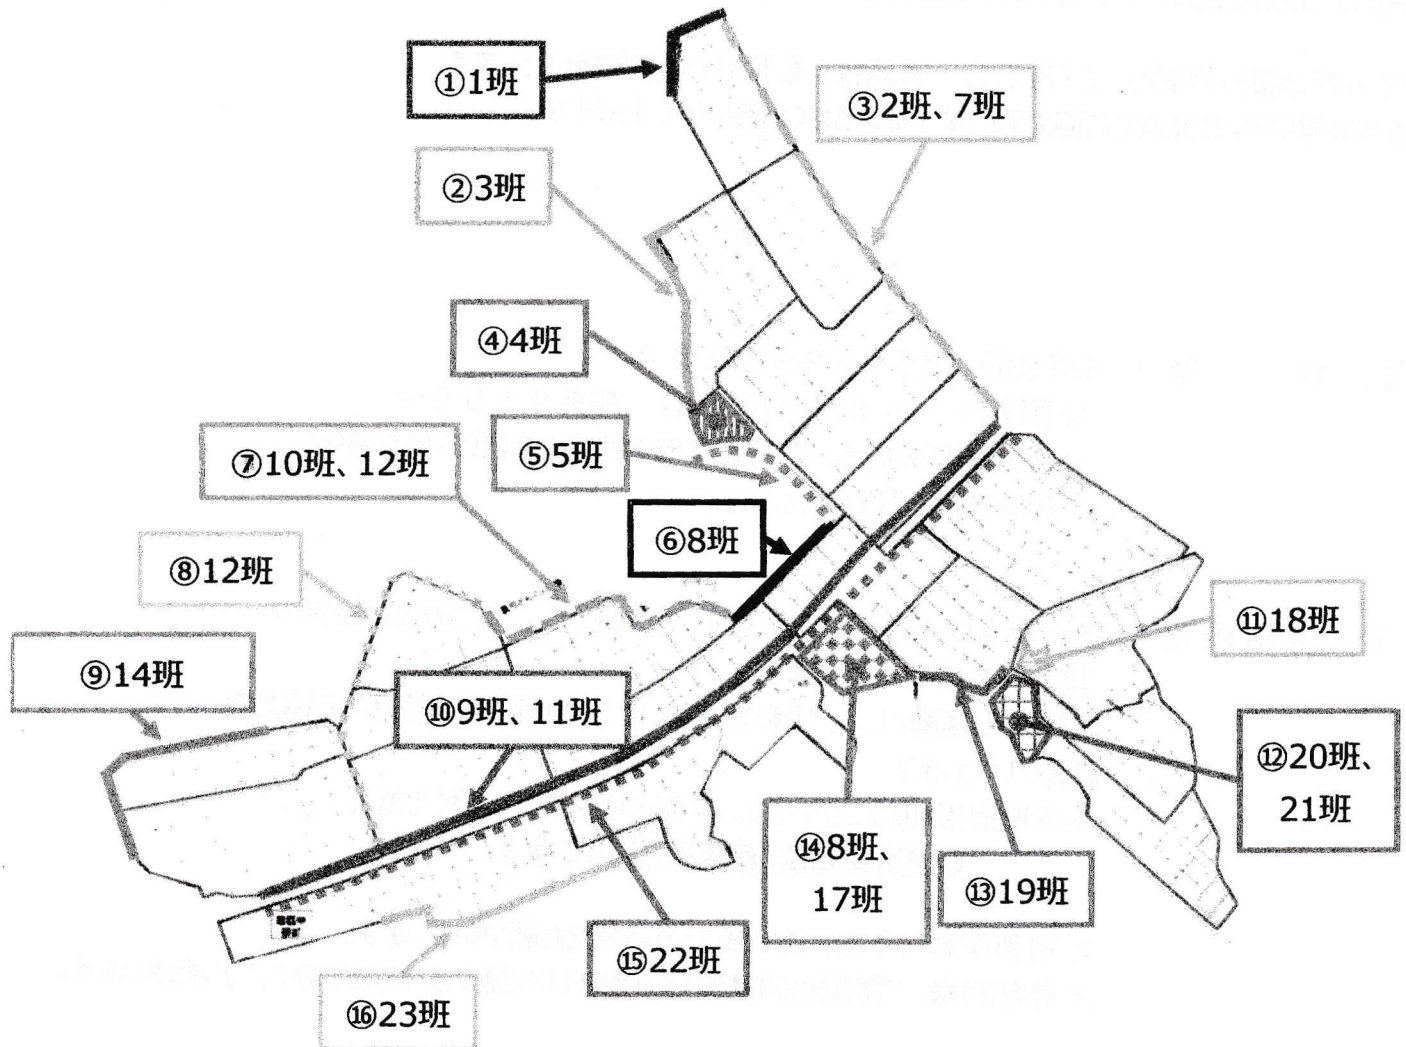 ①1班
③2班、7班
②3班
④4班
⑤5班
⑦10班、12班
⑥8班
⑧12班
⑪18班
⑨14班
⑩9班、11班
⑫20班、
21班
⑭8班、
17班
⑬19班
⑮22班
⑯23班